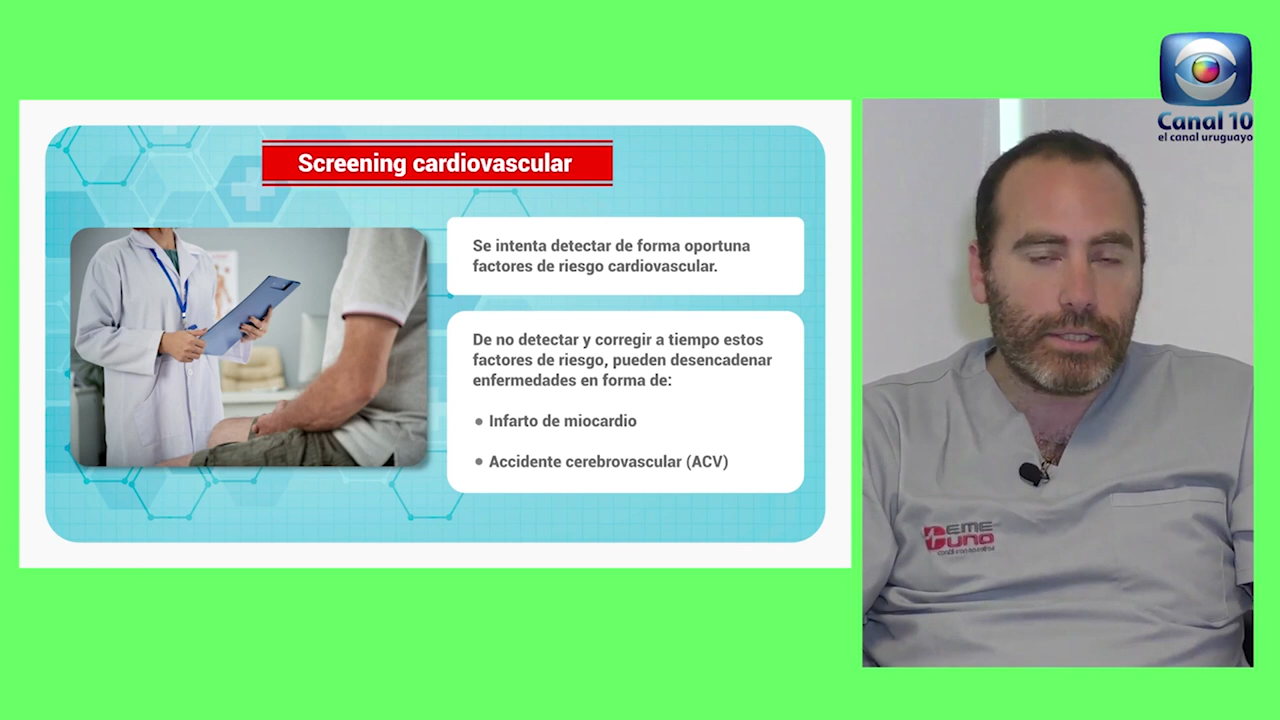 Canal 10
el canal uruguayo
Screening cardiovascular
Se intenta detectar de forma oportuna
factores de riesgo cardiovascular.
De no detectar y corregir a tiempo estos
factores de riesgo, pueden desencadenar
enfermedades en forma de:
• Infarto de miocardio
• Accidente cerebrovascular (ACV)
EME
UNO